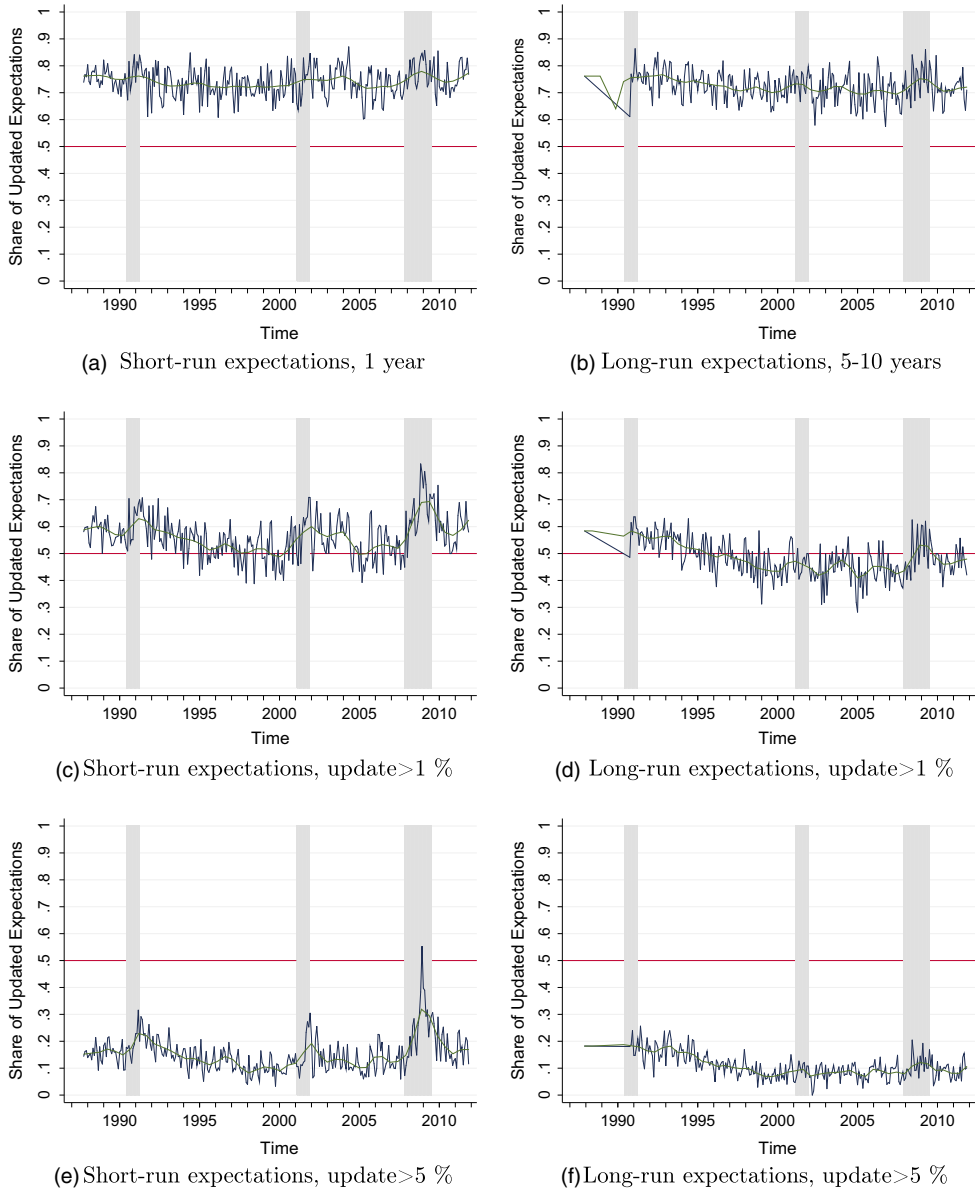 Share of Updated Expectations
1
.9
.8
.7
.6
.5
.4
.3
.2
.1
0
1990 1995 2000 2005 2010
Time
(a) Short-run expectations, 1 year
Share of Updated Expectations
1
.9
.8
.7
.6
.5
.4
.3
.2
.1
0
1990 1995 2000 2005 2010
Time
(b) Long-run expectations, 5-10 years
Share of Updated Expectations
1
.9
.8
.7
.6
.5
.4
.3
.2
.1
0
1990 1995 2000 2005 2010
Time
(c) Short-run expectations, update>1 %
Share of Updated Expectations
1
.9
.8
.7
.6
.5
.4
.3
.2
.1
0
1990 1995 2000 2005 2010
Time
(d) Long-run expectations, update>1 %
Share of Updated Expectations
1
.9
.8
.7
.6
.5
.4
.3
.2
.1
0
1990 1995 2000 2005 2010
Time
(e) Short-run expectations, update>5 %
Share of Updated Expectations
1
.9
.8
.7
.6
.5
.4
.3
.2
.1
0
1990 1995 2000 2005 2010
Time
(f) Long-run expectations, update>5 %